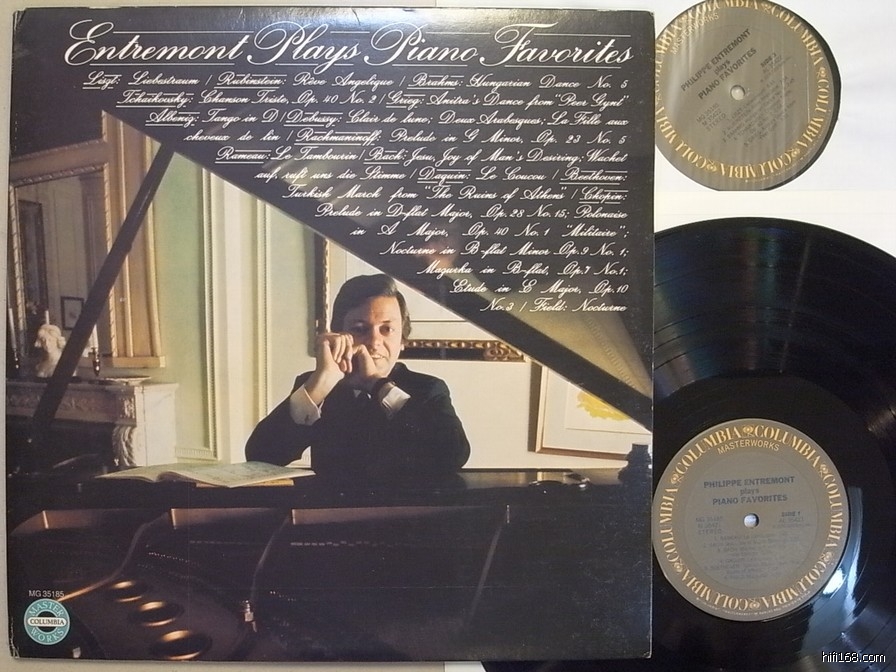 Entremont Plays Piano Favorites
Liszt: Liebestraum / Rubinstein: Rêve Angelique / Brahms: Hungarian Dance No. 5
Tchaikovsky: Chanson Triste, Op. 40 No. 2 / Grieg: Anitra's Dance from "Peer Gynt"
Albeniz: Tango in D / Debussy: Clair de lune; Deux Arabesques; La Fille aux
cheveux de lin / Rachmaninoff: Prelude in G Minor, Op. 23 No. 5
Rameau: Le Tambourin / Bach: Jesu, Joy of Man's Desiring; Wachet
auf, ruft uns die Stimme / Daquin: Le Coucou / Beethoven:
Turkish March from "The Ruins of Athens" / Chopin:
Prelude in D-flat Major, Op. 28 No. 15; Polonaise
in A Major, Op. 40 No. 1 "Militaire";
Nocturne in B-flat Minor Op. 9 No. 1;
Mazurka in B-flat, Op. 7 No. 1;
Etude in E Major, Op. 10
No. 3 / Field: Nocturne
MG 35185
MASTER
COLUMBIA
WORKS
COLUMBIA COLUMBIA
MASTERWORKS
PHILIPPE ENTREMONT
plays
PIANO FAVORITES
COLUMBIA COLUMBIA
MASTERWORKS
PHILIPPE ENTREMONT
plays
PIANO FAVORITES
SIDE 1
STEREO
hifi168.com